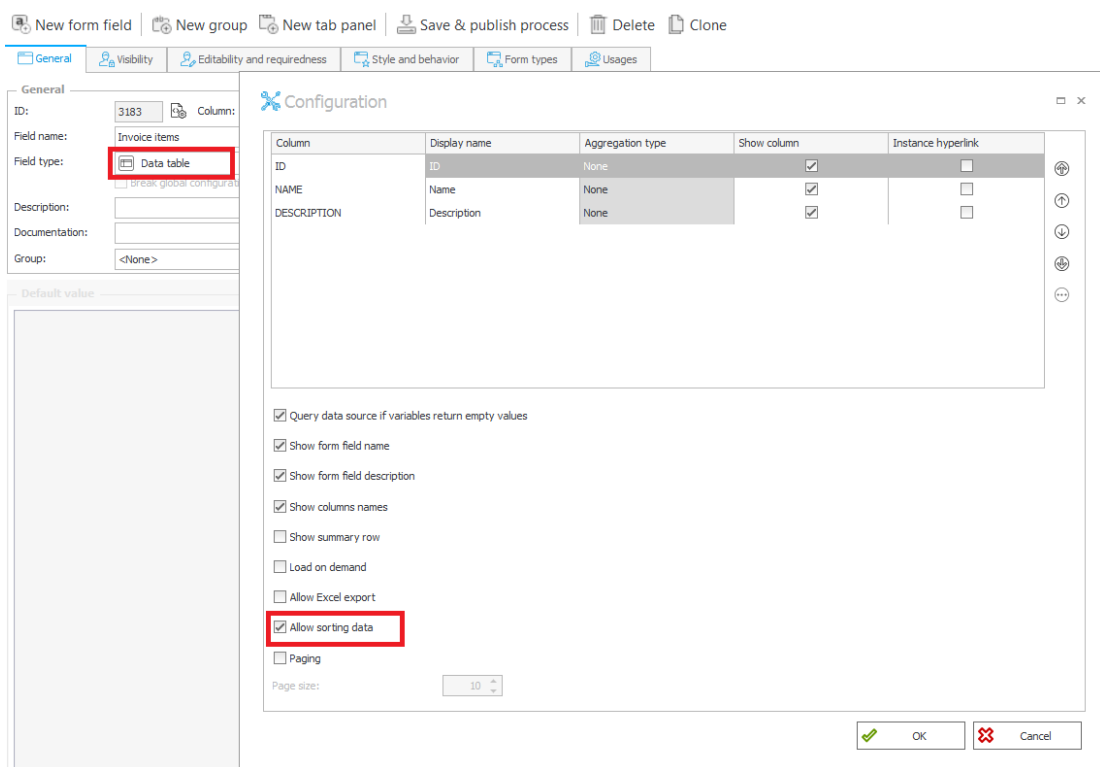 New form field New group New tab panel Save & publish process Delete Clone
General Visibility Editability and requiredness Style and behavior Form types Usages
General
ID: 3183 Column:
Field name: Invoice items
Field type: Data table
Break global configurati
Description:
Documentation:
Group: <None>
Default value
Configuration
Column Display name Aggregation type Show column Instance hyperlink
ID ID None
NAME Name None
DESCRIPTION Description None
Query data source if variables return empty values
Show form field name
Show form field description
Show columns names
Show summary row
Load on demand
Allow Excel export
Allow sorting data
Paging
Page size: 10
OK Cancel